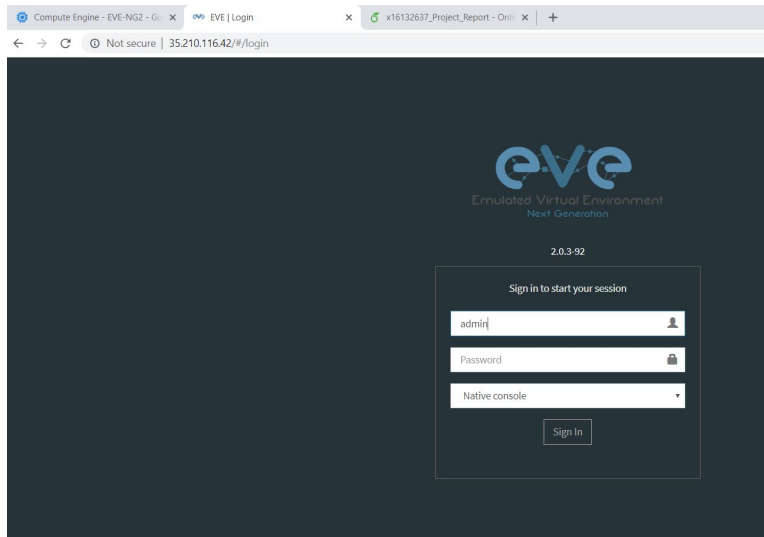 Compute Engine - EVE-NG2 - Go
EVE | Login
x16132637_Project_Report - Onli
Not secure | 35.210.116.42/#/login
eve
Emulated Virtual Environment
Next Generation
2.0.3-92
Sign in to start your session
admin
Password
Native console
Sign In